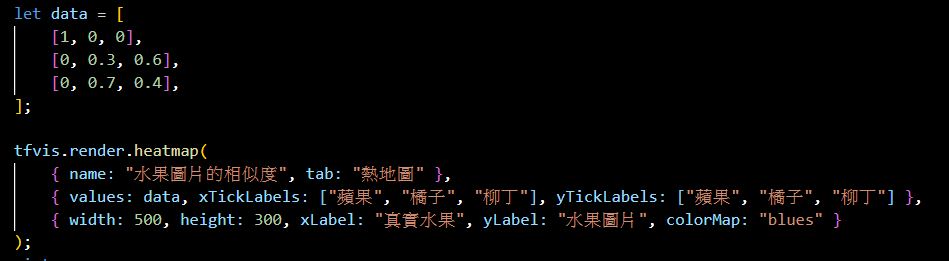 let data = [
    [1, 0, 0],
    [0, 0.3, 0.6],
    [0, 0.7, 0.4],
];
tfvis.render.heatmap(
    { name: "水果圖片的相似度", tab: "熱地圖" },
    { values: data, xTickLabels: ["蘋果", "橘子", "柳丁"], yTickLabels: ["蘋果", "橘子", "柳丁"] },
    { width: 500, height: 300, xLabel: "真實水果", yLabel: "水果圖片", colorMap: "blues" }
);